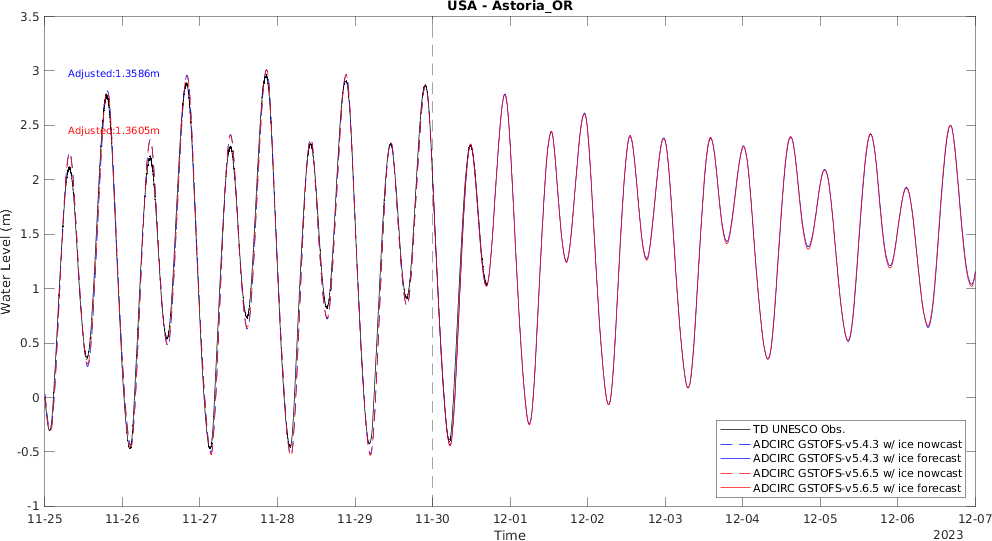 USA - Astoria_OR
3.5
3
2.5
2
1.5
1
0.5
0
-0.5
-1
Water Level (m)
Adjusted:1.3586m
Adjusted:1.3605m
TD UNESCO Obs.
ADCIRC GSTOFS-v5.4.3 w/ ice nowcast
ADCIRC GSTOFS-v5.4.3 w/ ice forecast
ADCIRC GSTOFS-v5.6.5 w/ ice nowcast
ADCIRC GSTOFS-v5.6.5 w/ ice forecast
11-25 11-26 11-27 11-28 11-29 11-30 12-01 12-02 12-03 12-04 12-05 12-06 12-07
Time
2023